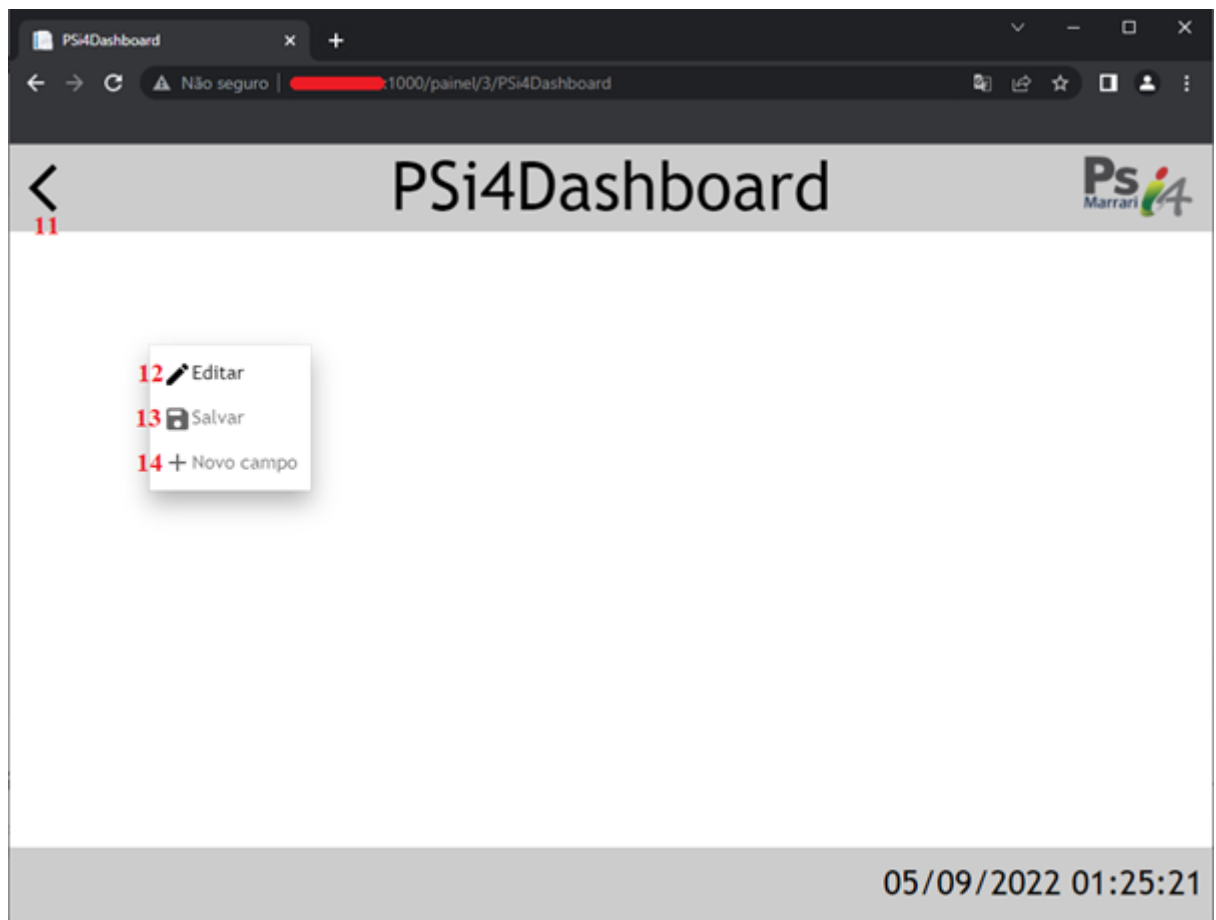 PSi4Dashboard
Não seguro | :1000/painel/3/PSi4Dashboard
PSi4Dashboard
Ps i4
Marrari
11
12 Editar
13 Salvar
14 + Novo campo
05/09/2022 01:25:21